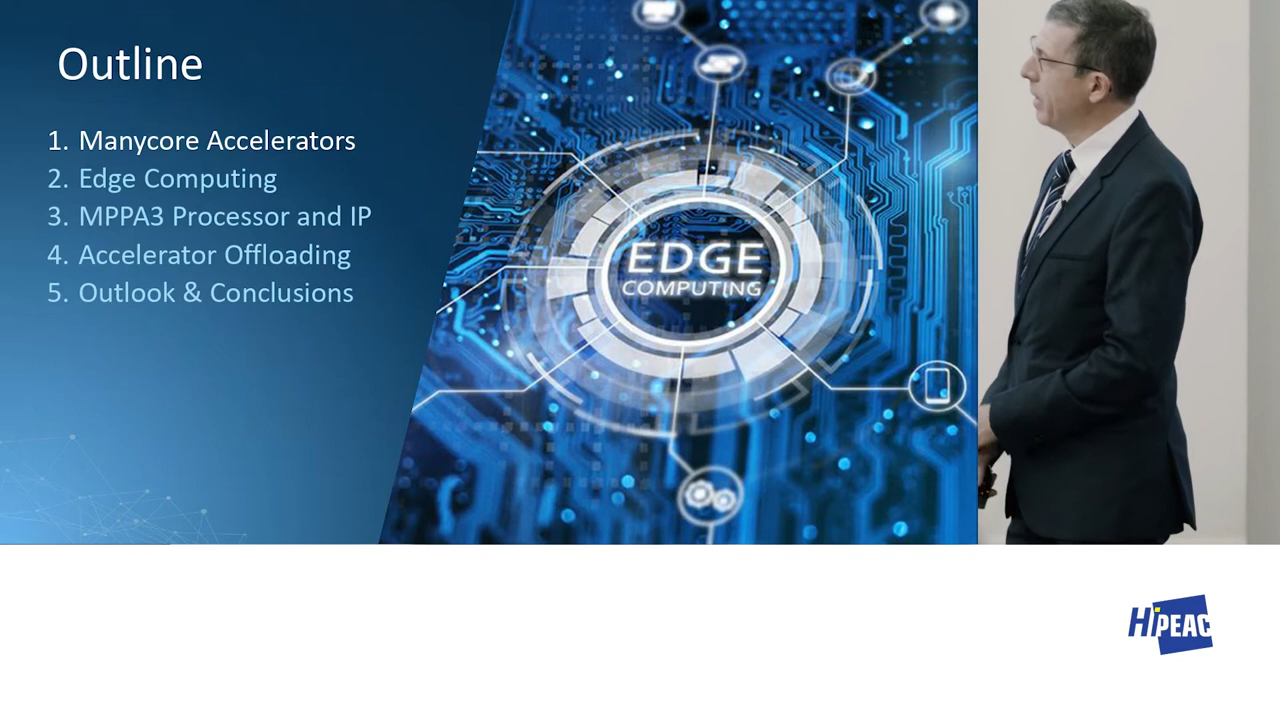 Outline
1. Manycore Accelerators
2. Edge Computing
3. MPPA3 Processor and IP
4. Accelerator Offloading
5. Outlook & Conclusions
EDGE
COMPUTING
HiPEAC